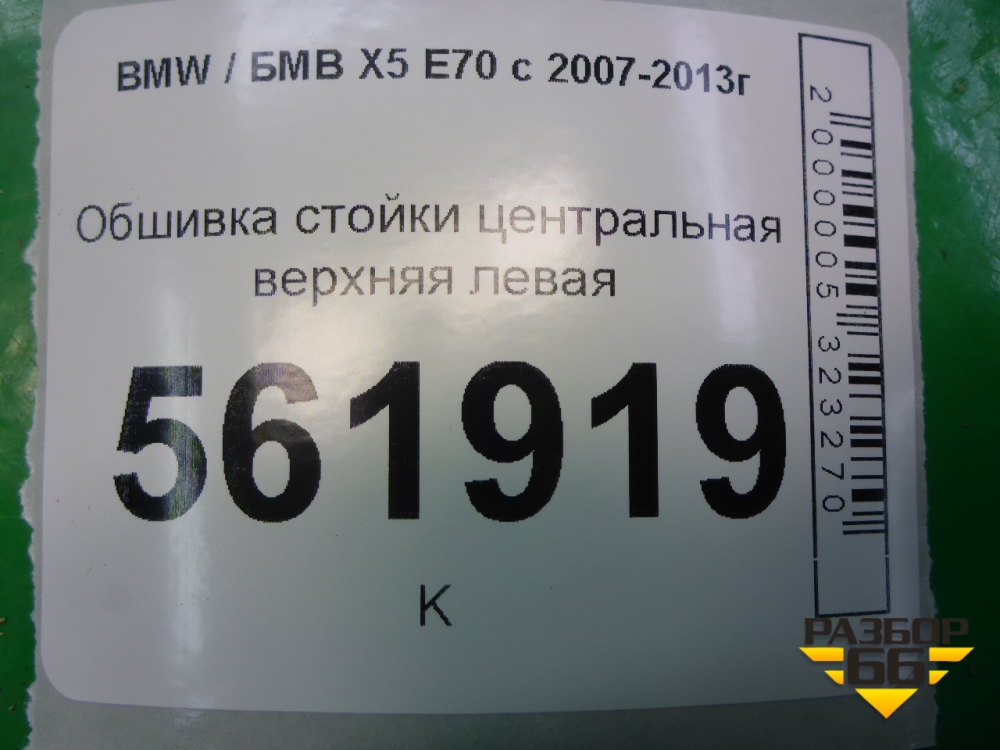 BMW / БМВ X5 E70 с 2007-2013г
Обшивка стойки центральная
верхняя левая
561919
К
2000005323270
РАЗБОР
66